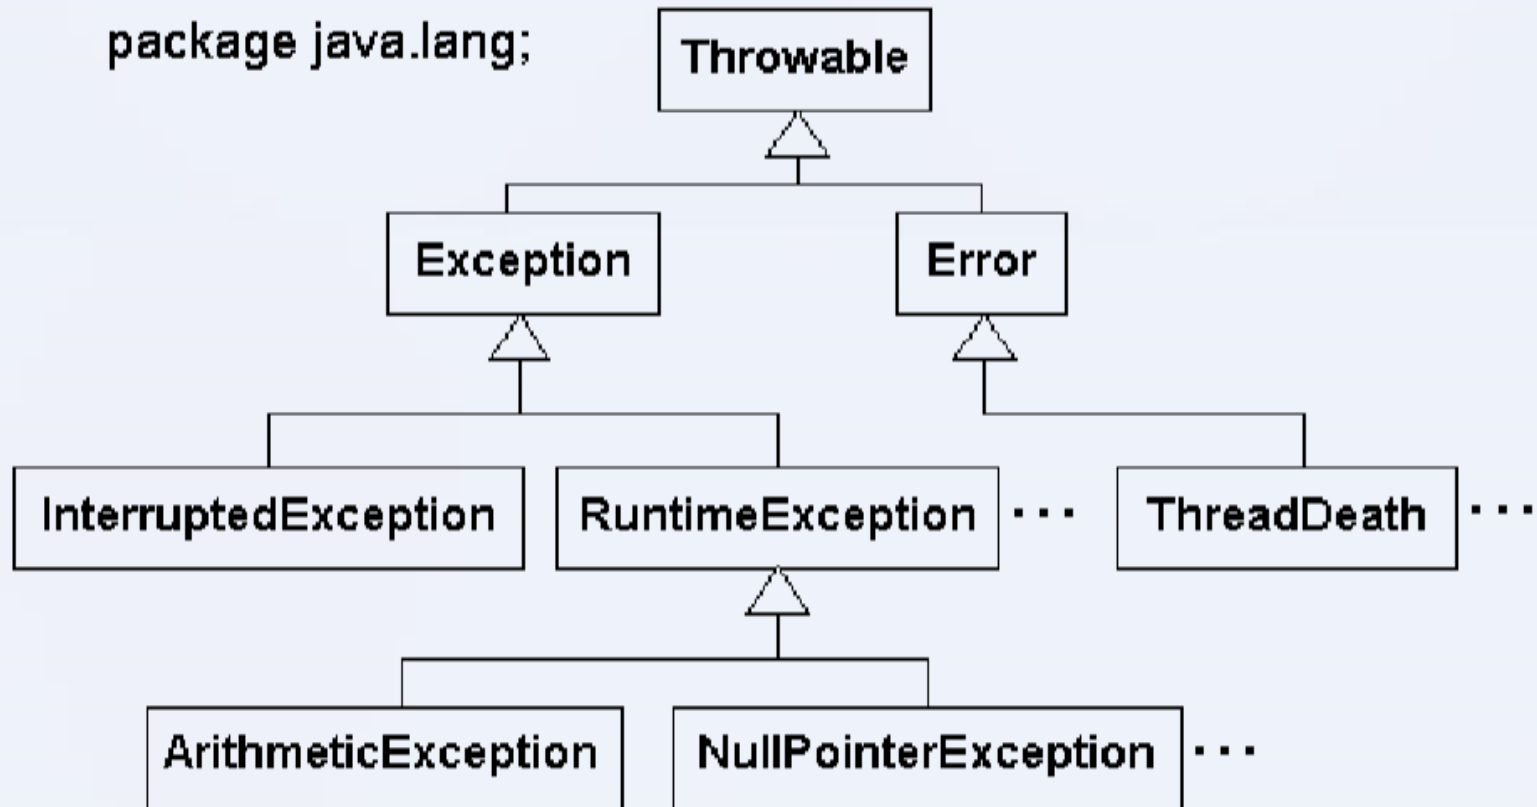 package java.lang;
Throwable
Exception
Error
InterruptedException
RuntimeException
...
ThreadDeath
...
ArithmeticException
NullPointerException
...